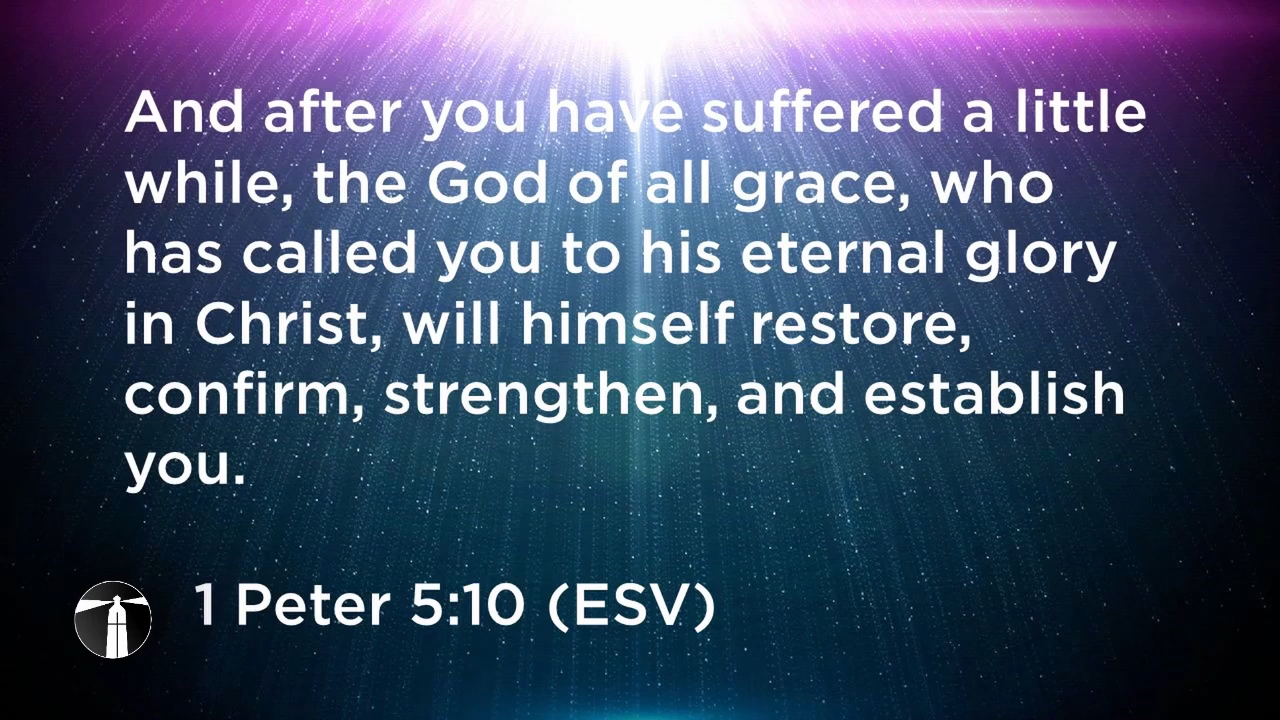 And after you have suffered a little
while, the God of all grace, who
has called you to his eternal glory
in Christ, will himself restore,
confirm, strengthen, and establish
you.
1 Peter 5:10 (ESV)